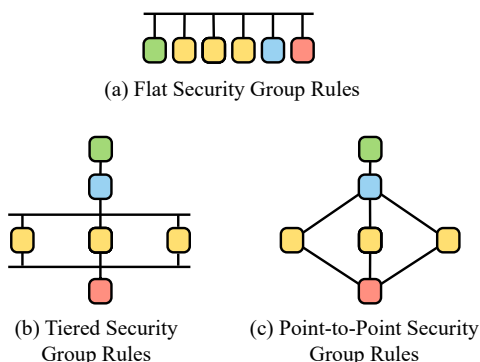 (a) Flat Security Group Rules
(b) Tiered Security
Group Rules
(c) Point-to-Point Security
Group Rules